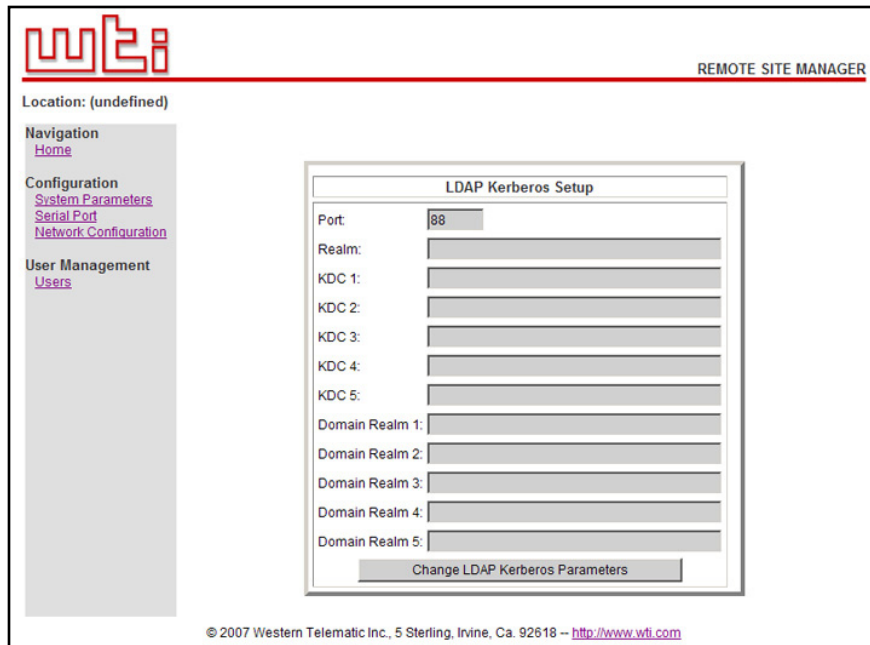 wti
REMOTE SITE MANAGER
Location: (undefined)
Navigation
Home
Configuration
System Parameters
Serial Port
Network Configuration
User Management
Users
LDAP Kerberos Setup
Port: 88
Realm:
KDC 1:
KDC 2:
KDC 3:
KDC 4:
KDC 5:
Domain Realm 1:
Domain Realm 2:
Domain Realm 3:
Domain Realm 4:
Domain Realm 5:
Change LDAP Kerberos Parameters
© 2007 Western Telematic Inc., 5 Sterling, Irvine, Ca. 92618 -- http://www.wti.com